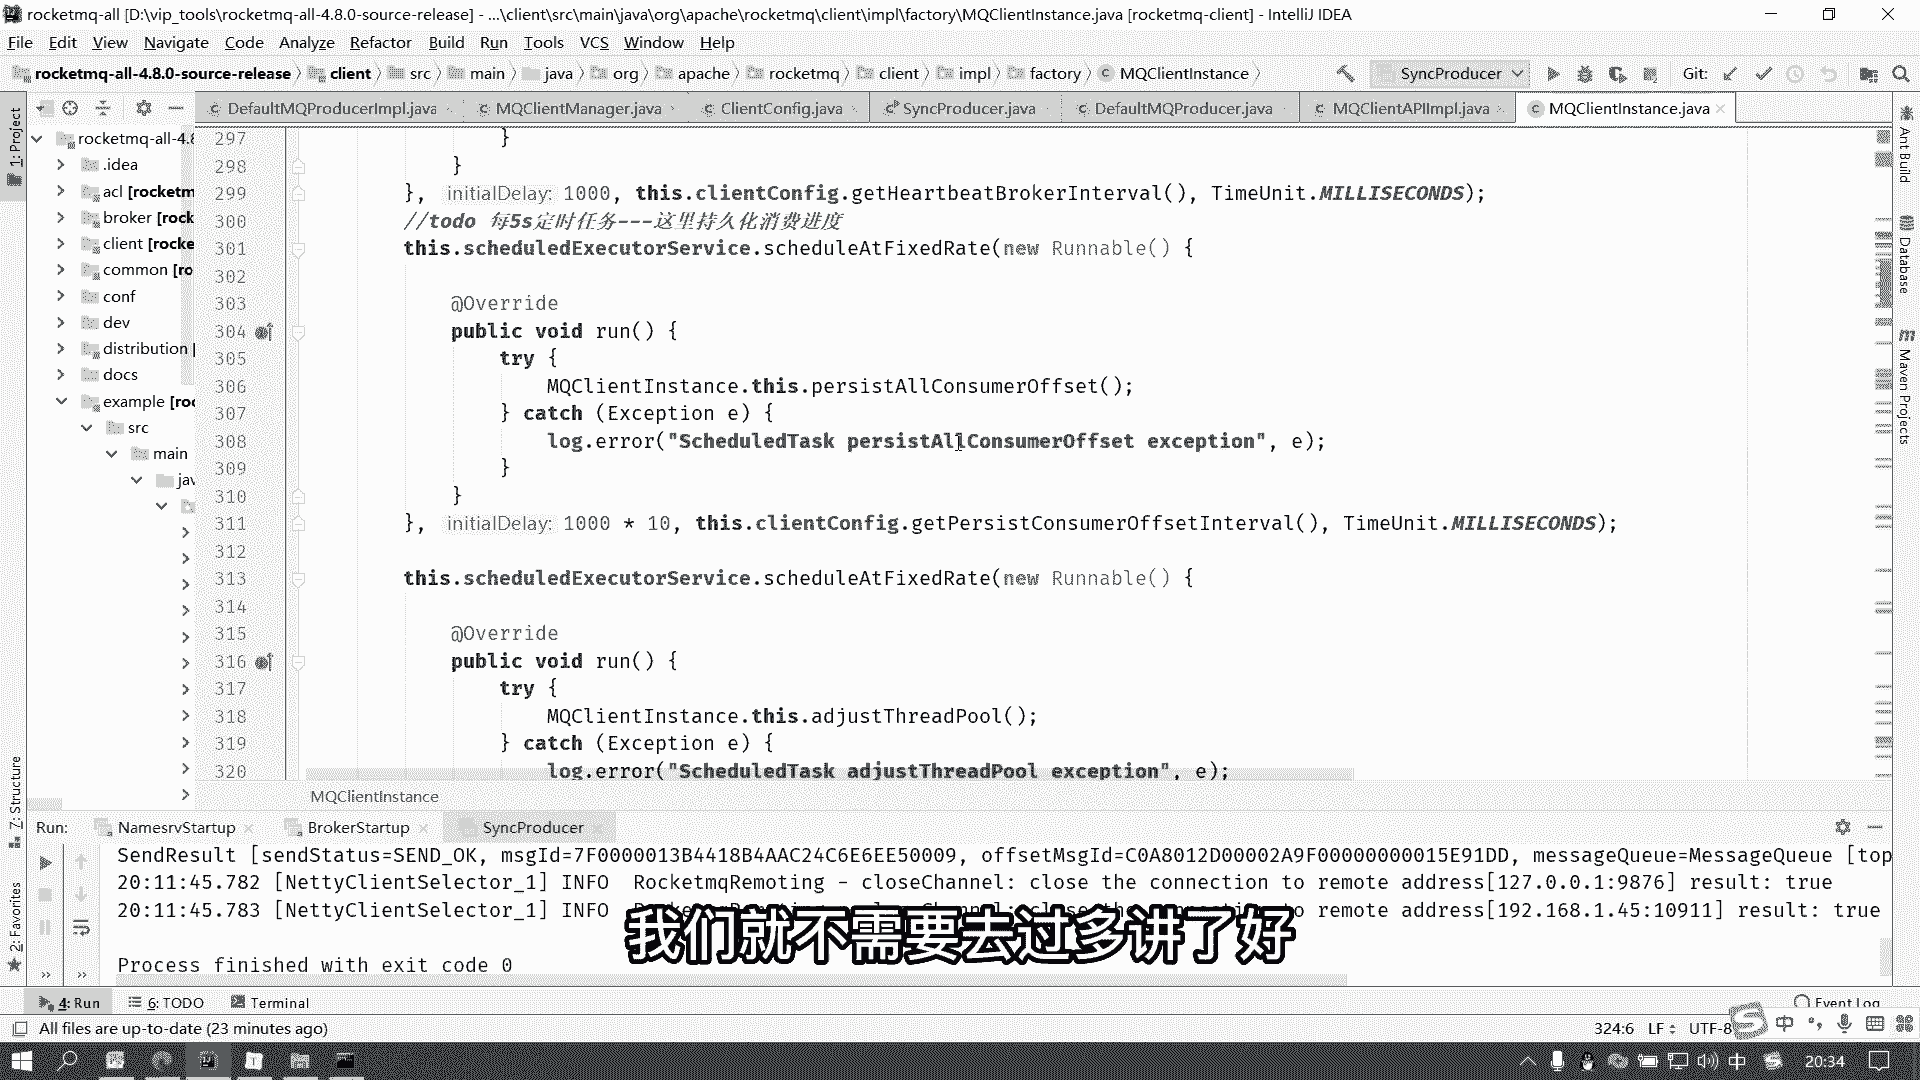 rocketmq-all [D:\vip_tools\rocketmq-all-4.8.0-source-release] - ...\client\src\main\java\org\apache\rocketmq\client\impl\factory\MQClientInstance.java [rocketmq-client] - IntelliJ IDEA
File Edit View Navigate Code Analyze Refactor Build Run Tools VCS Window Help
rocketmq-all-4.8.0-source-release client src main java org apache rocketmq client impl factory MQClientInstance SyncProducer Git:
DefaultMQProducerImpl.java MQClientManager.java ClientConfig.java SyncProducer.java DefaultMQProducer.java MQClientAPIImpl.java MQClientInstance.java
1: Project
7: Structure
2: Favorites
Ant Build
Database
Maven Projects
rocketmq-all-4.8
.idea
acl [rocketm
broker [rock
client [rocke
common [ro
conf
dev
distribution [
docs
example [roc
src
main
jav
297 }
298 }
299 }, initialDelay: 1000, this.clientConfig.getHeartbeatBrokerInterval(), TimeUnit.MILLISECONDS);
300 //todo 每5s定时任务---这里持久化消费进度
301 this.scheduledExecutorService.scheduleAtFixedRate(new Runnable() {
302
303 @Override
304 public void run() {
305 try {
306 MQClientInstance.this.persistAllConsumerOffset();
307 } catch (Exception e) {
308 log.error("ScheduledTask persistAllConsumerOffset exception", e);
309 }
310 }
311 }, initialDelay: 1000 * 10, this.clientConfig.getPersistConsumerOffsetInterval(), TimeUnit.MILLISECONDS);
312
313 this.scheduledExecutorService.scheduleAtFixedRate(new Runnable() {
314
315 @Override
316 public void run() {
317 try {
318 MQClientInstance.this.adjustThreadPool();
319 } catch (Exception e) {
320 log.error("ScheduledTask adjustThreadPool exception", e);
MQClientInstance
Run: NamesrvStartup BrokerStartup SyncProducer
SendResult [sendStatus=SEND_OK, msgId=7F0000013B4418B4AAC24C6E6EE50009, offsetMsgId=C0A8012D00002A9F00000000015E91DD, messageQueue=MessageQueue [top
20:11:45.782 [NettyClientSelector_1] INFO RocketmqRemoting - closeChannel: close the connection to remote address[127.0.0.1:9876] result: true
20:11:45.783 [NettyClientSelector_1] INFO to remote address[192.168.1.45:10911] result: true
我们就不需要去过多讲了好
Process finished with exit code 0
4: Run 6: TODO Terminal Event Log
All files are up-to-date (23 minutes ago) 324:6 LF UTF-8 中
中 20:34